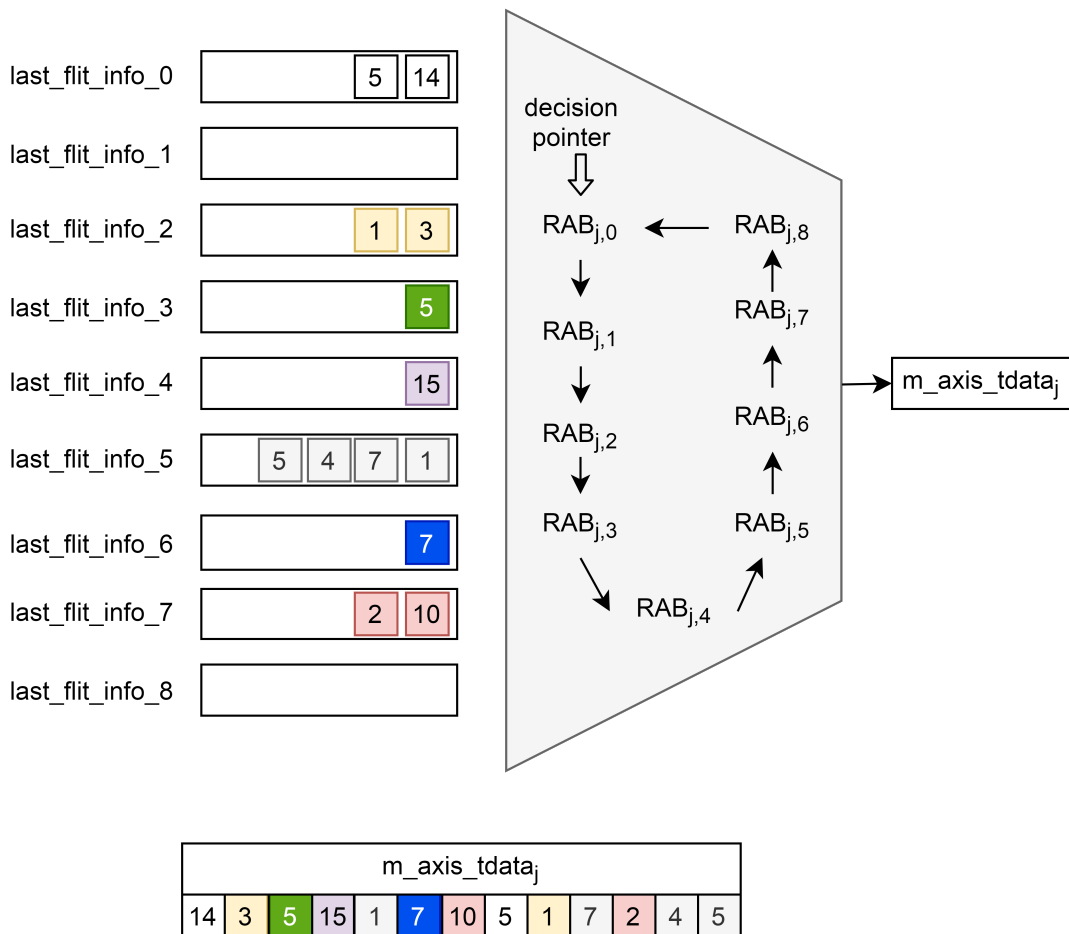 last_flit_info_0 5 14
last_flit_info_1
last_flit_info_2 1 3
last_flit_info_3 5
last_flit_info_4 15
last_flit_info_5 5 4 7 1
last_flit_info_6 7
last_flit_info_7 2 10
last_flit_info_8
decision
pointer
RABj,0
RABj,1
RABj,2
RABj,3
RABj,4
RABj,5
RABj,6
RABj,7
RABj,8
m_axis_tdataj
m_axis_tdataj
14 3 5 15 1 7 10 5 1 7 2 4 5